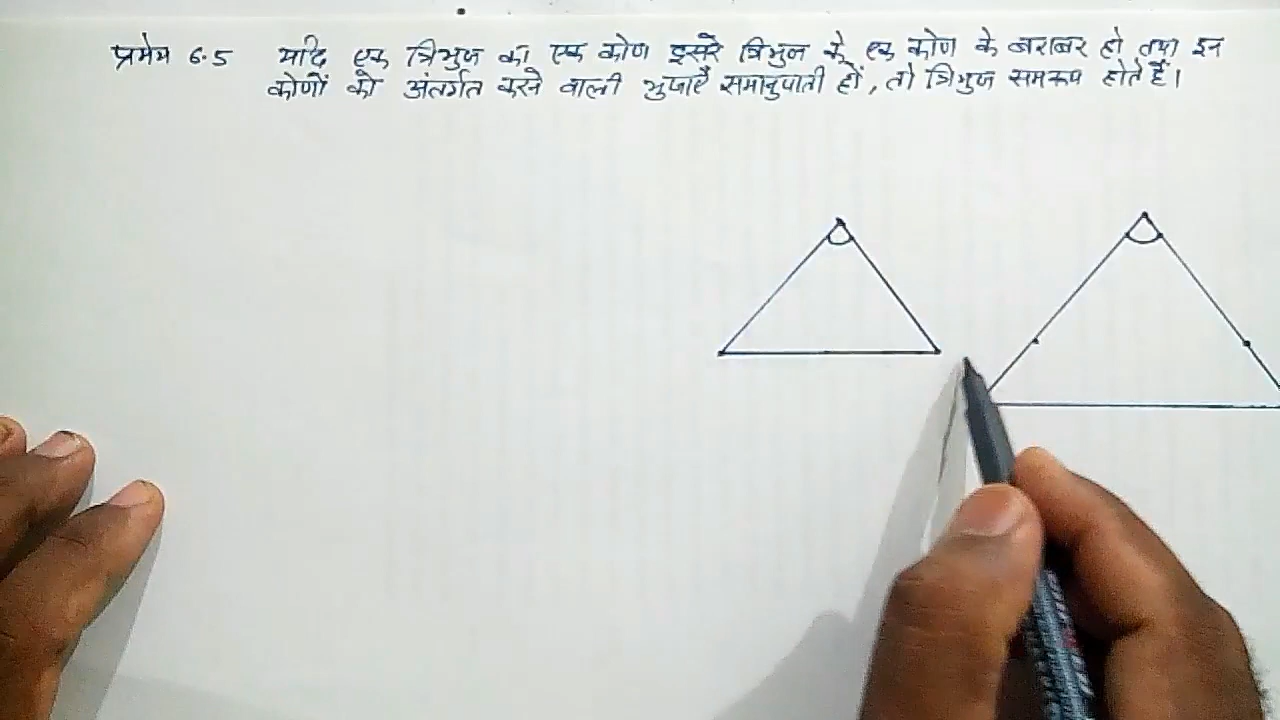 प्रमेय 6.5 यदि एक त्रिभुज का एक कोण दूसरे त्रिभुज के एक कोण के बराबर हो तथा इन
कोणों को अंतर्गत करने वाली भुजाएँ समानुपाती हों, तो त्रिभुज समरूप होते हैं।